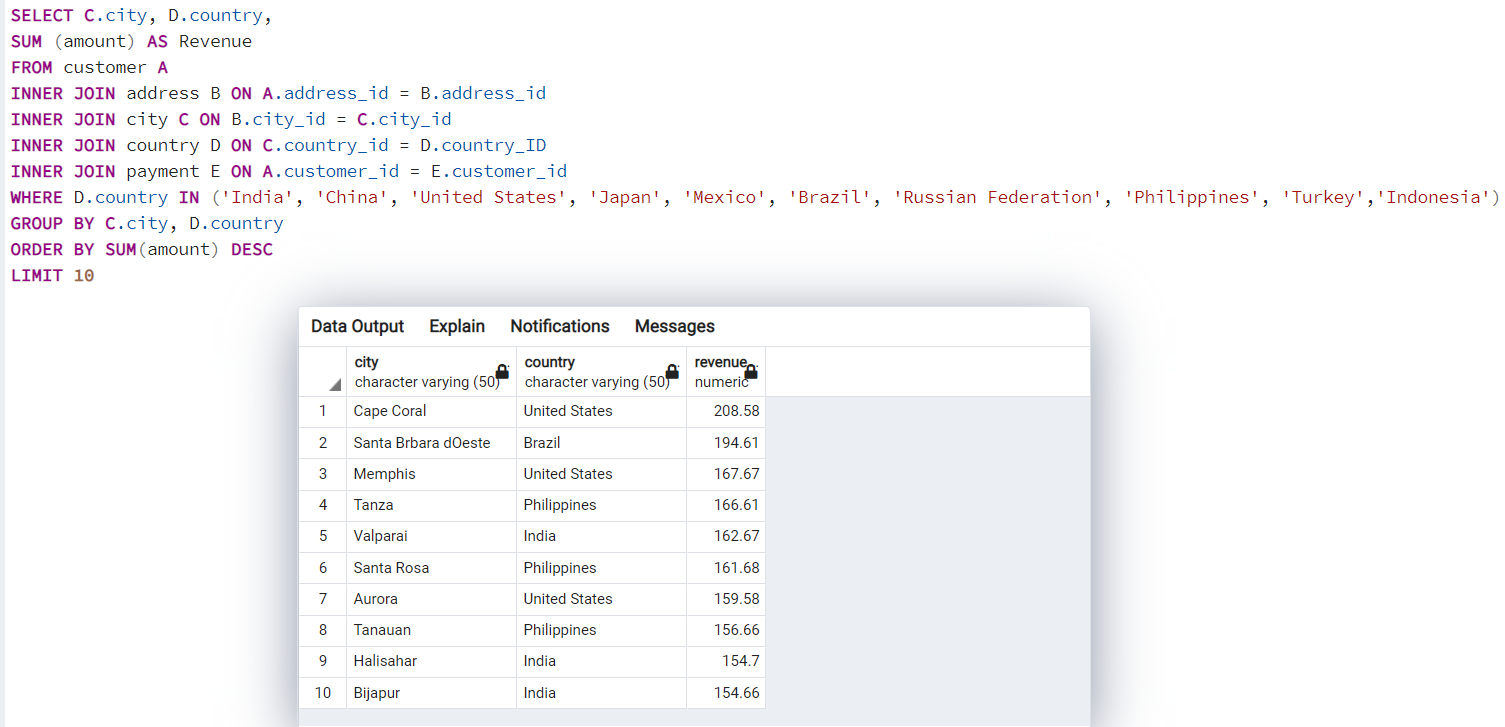 SELECT C.city, D.country,
SUM (amount) AS Revenue
FROM customer A
INNER JOIN address B ON A.address_id = B.address_id
INNER JOIN city C ON B.city_id = C.city_id
INNER JOIN country D ON C.country_id = D.country_ID
INNER JOIN payment E ON A.customer_id = E.customer_id
WHERE D.country IN ('India', 'China', 'United States', 'Japan', 'Mexico', 'Brazil', 'Russian Federation', 'Philippines', 'Turkey','Indonesia')
GROUP BY C.city, D.country
ORDER BY SUM(amount) DESC
LIMIT 10
Data Output Explain Notifications Messages
city country revenue
character varying (50) character varying (50) numeric
1 Cape Coral United States 208.58
2 Santa Brbara dOeste Brazil 194.61
3 Memphis United States 167.67
4 Tanza Philippines 166.61
5 Valparai India 162.67
6 Santa Rosa Philippines 161.68
7 Aurora United States 159.58
8 Tanauan Philippines 156.66
9 Halisahar India 154.7
10 Bijapur India 154.66